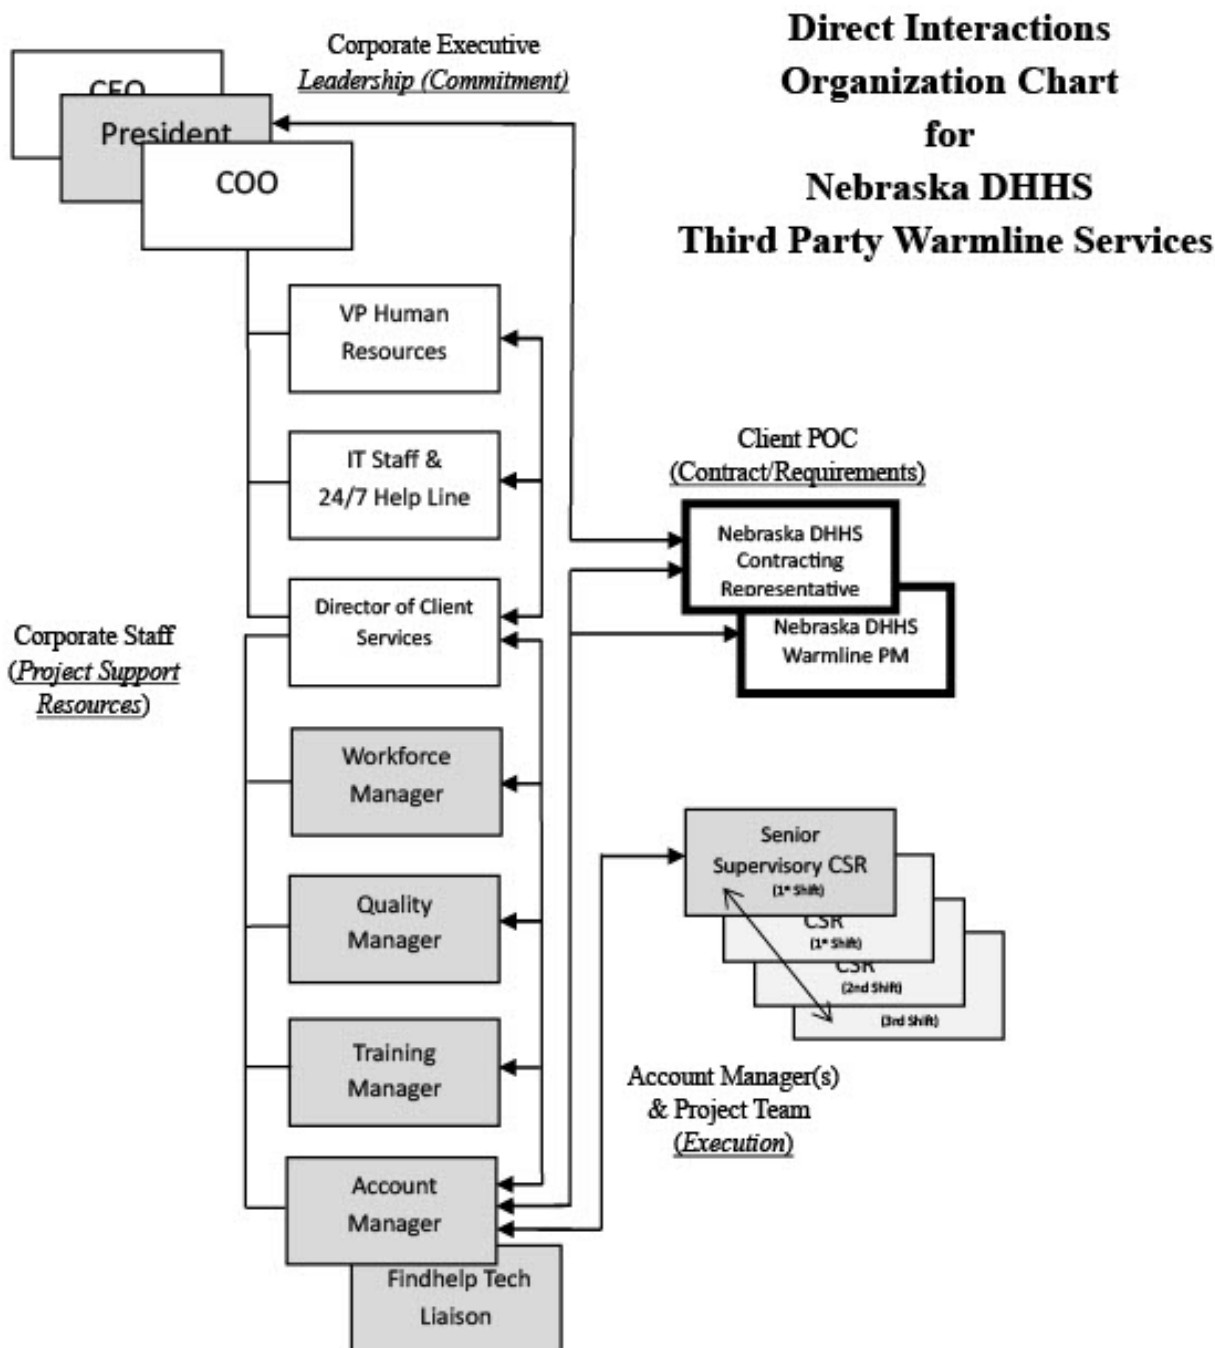 Direct Interactions
Organization Chart
for
Nebraska DHHS
Third Party Warmline Services
Corporate Executive
Leadership (Commitment)
CEO
President
COO
VP Human
Resources
IT Staff &
24/7 Help Line
Director of Client
Services
Corporate Staff
(Project Support
Resources)
Workforce
Manager
Quality
Manager
Training
Manager
Account
Manager
Findhelp Tech
Liaison
Client POC
(Contract/Requirements)
Nebraska DHHS
Contracting
Representative
Nebraska DHHS
Warmline PM
Senior
Supervisory CSR
(1st Shift)
CSR
(1st Shift)
CSR
(2nd Shift)
(3rd Shift)
Account Manager(s)
& Project Team
(Execution)